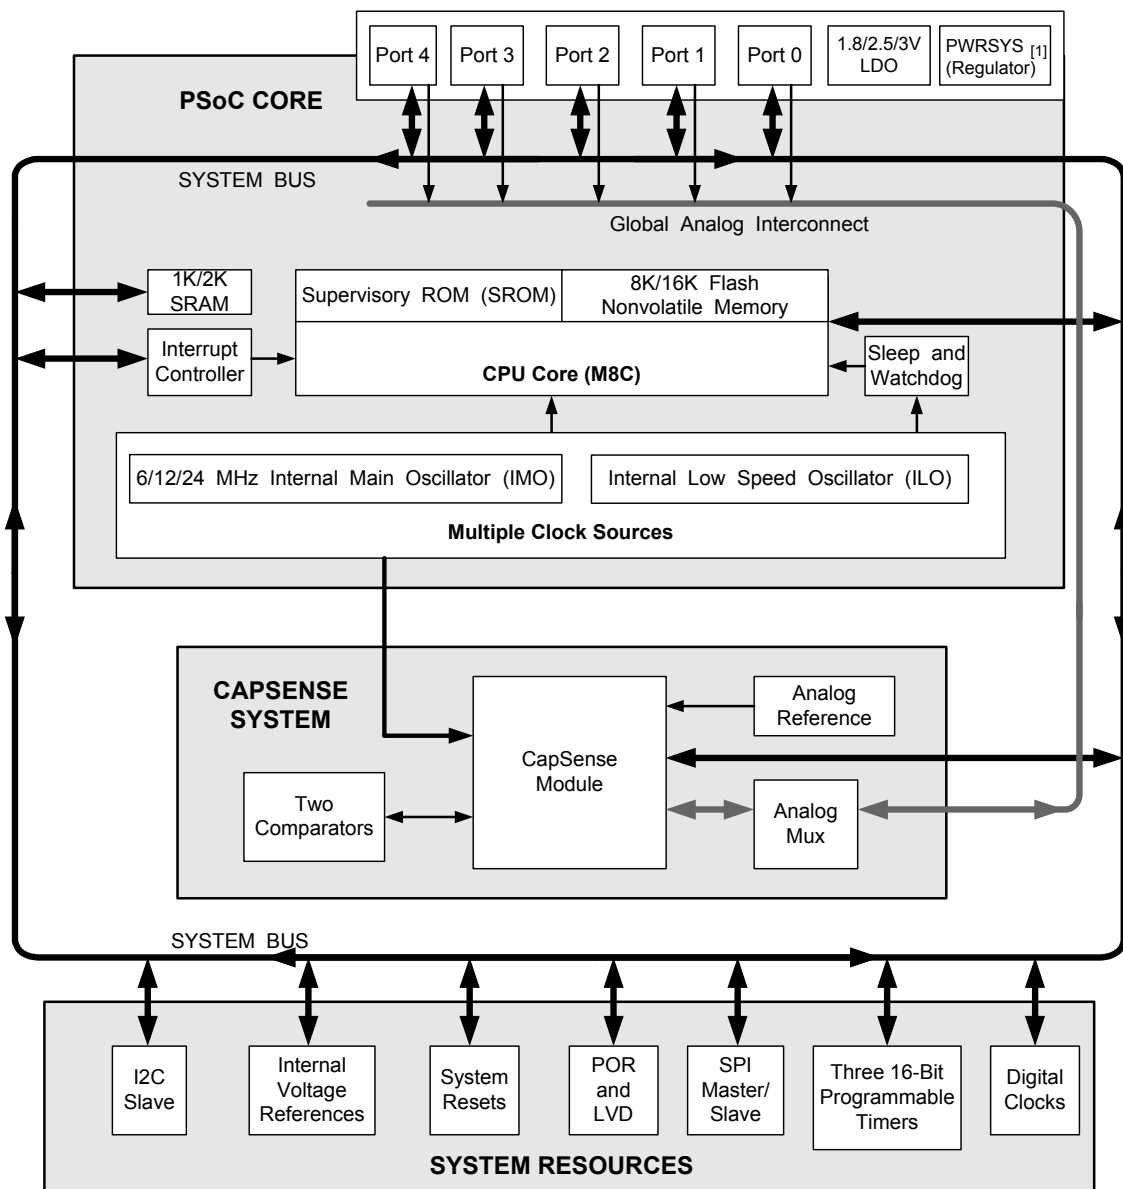 Port 4
Port 3
Port 2
Port 1
Port 0
1.8/2.5/3V
LDO
PWRSYS [1]
(Regulator)
PSoC CORE
SYSTEM BUS
Global Analog Interconnect
1K/2K
SRAM
Supervisory ROM (SROM)
8K/16K Flash
Nonvolatile Memory
Interrupt
Controller
CPU Core (M8C)
Sleep and
Watchdog
6/12/24 MHz Internal Main Oscillator (IMO)
Internal Low Speed Oscillator (ILO)
Multiple Clock Sources
CAPSENSE
SYSTEM
Analog
Reference
CapSense
Module
Two
Comparators
Analog
Mux
SYSTEM BUS
I2C
Slave
Internal
Voltage
References
System
Resets
POR
and
LVD
SPI
Master/
Slave
Three 16-Bit
Programmable
Timers
Digital
Clocks
SYSTEM RESOURCES